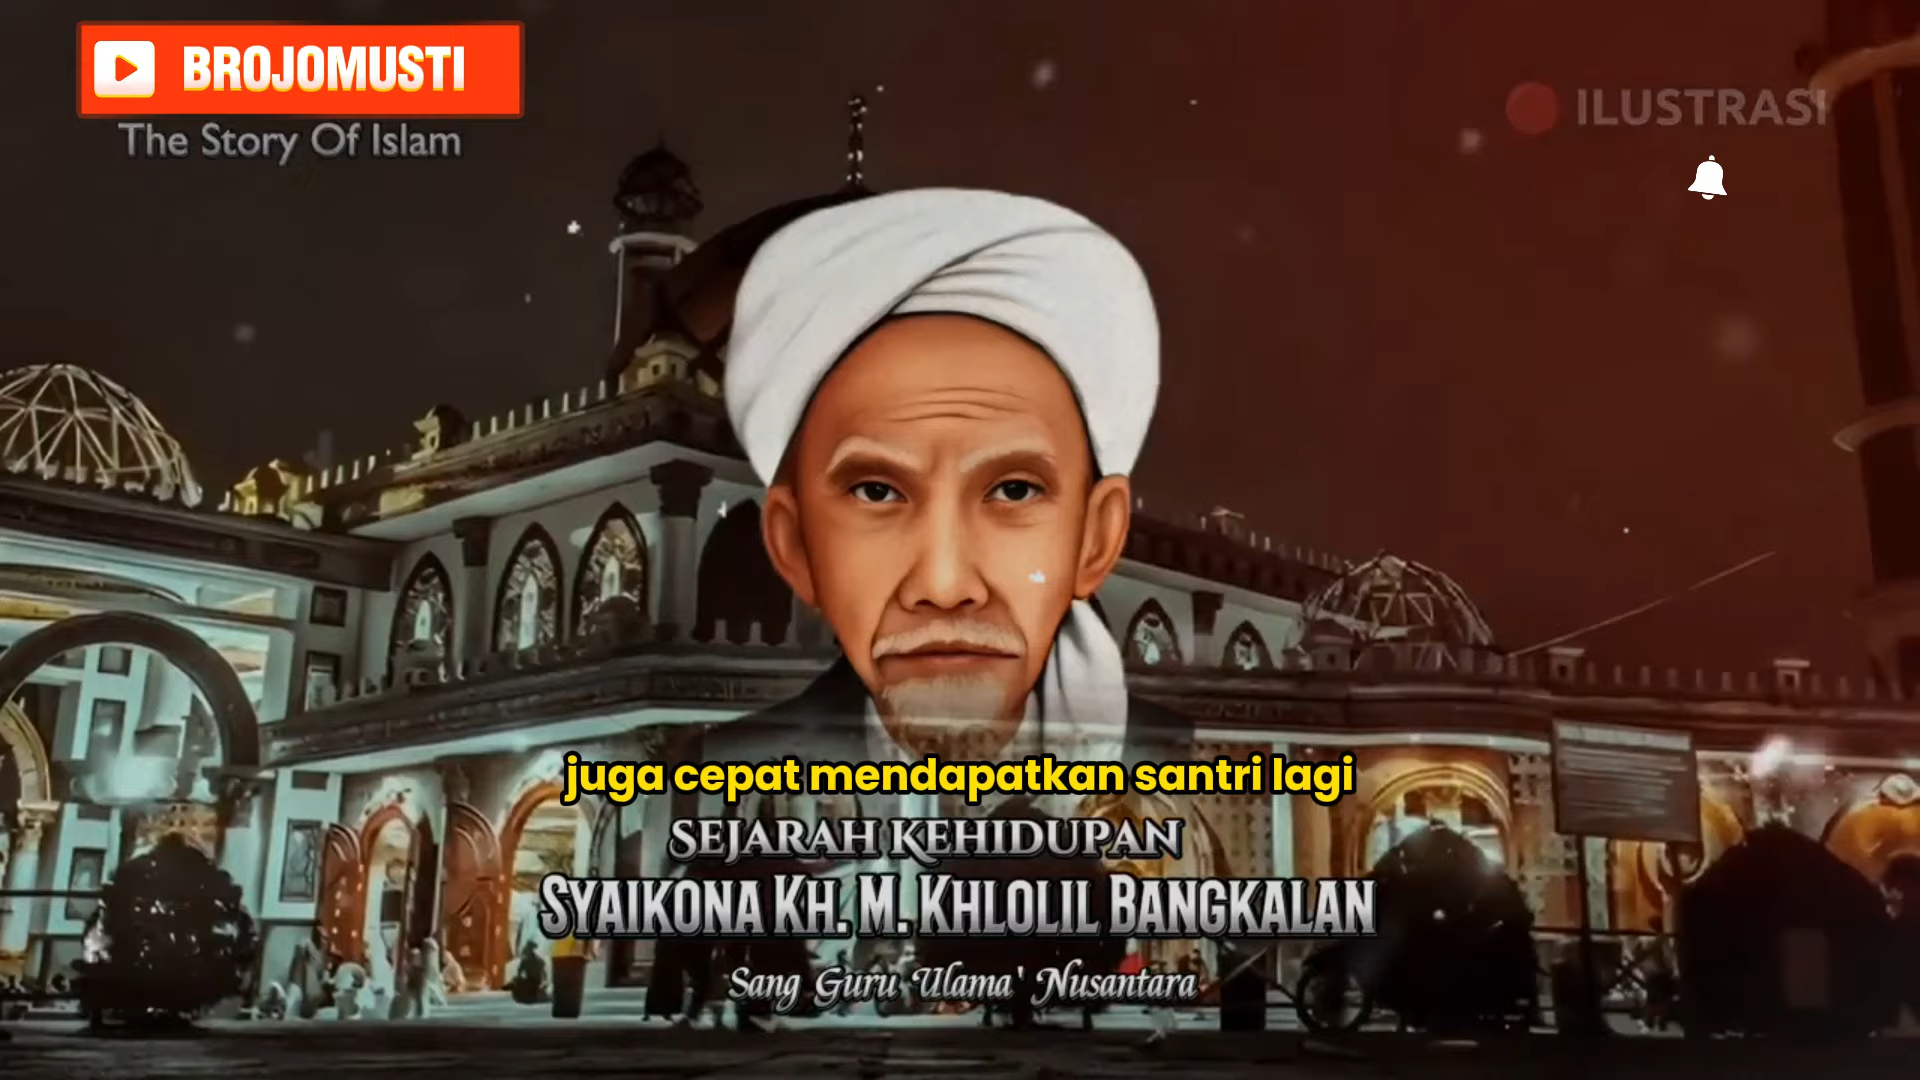 BROJOMUSTI
The Story Of Islam
ILUSTRASI
juga cepat mendapatkan santri lagi
SEJARAH KEHIDUPAN
SYAIKONA KH. M. KHLOLIL BANGKALAN
Sang Guru Ulama' Nusantara